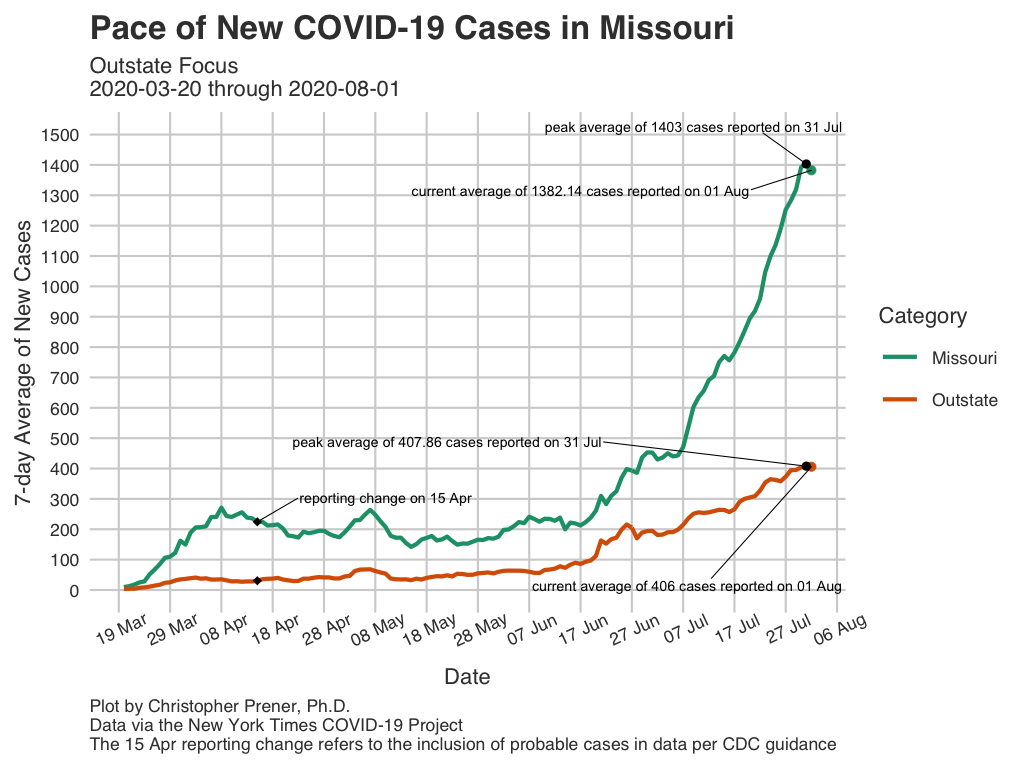 Pace of New COVID-19 Cases in Missouri
Outstate Focus
2020-03-20 through 2020-08-01
7-day Average of New Cases
1500
1400
1300
1200
1100
1000
900
800
700
600
500
400
300
200
100
0
peak average of 1403 cases reported on 31 Jul
current average of 1382.14 cases reported on 01 Aug
peak average of 407.86 cases reported on 31 Jul
reporting change on 15 Apr
current average of 406 cases reported on 01 Aug
19 Mar
29 Mar
08 Apr
18 Apr
28 Apr
08 May
18 May
28 May
07 Jun
17 Jun
27 Jun
07 Jul
17 Jul
27 Jul
06 Aug
Date
Category
Missouri
Outstate
Plot by Christopher Prener, Ph.D.
Data via the New York Times COVID-19 Project
The 15 Apr reporting change refers to the inclusion of probable cases in data per CDC guidance